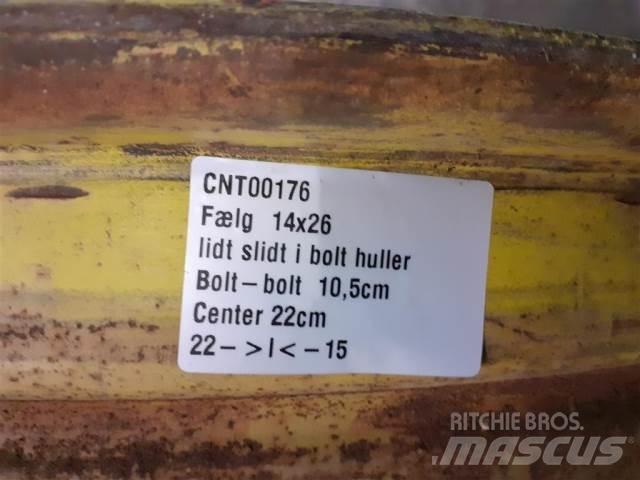 CNT00176
Fælg 14x26
lidt slidt i bolt huller
Bolt-bolt 10,5cm
Center 22cm
22->I<-15
RITCHIE BROS.
MASCUS